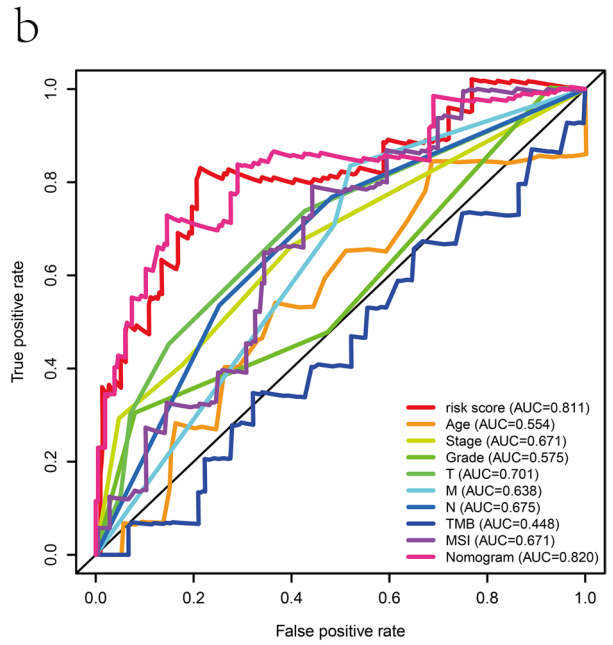 b
1.0
0.8
0.6
0.4
0.2
0.0
True positive rate
risk score (AUC=0.811)
Age (AUC=0.554)
Stage (AUC=0.671)
Grade (AUC=0.575)
T (AUC=0.701)
M (AUC=0.638)
N (AUC=0.675)
TMB (AUC=0.448)
MSI (AUC=0.671)
Nomogram (AUC=0.820)
0.0 0.2 0.4 0.6 0.8 1.0
False positive rate